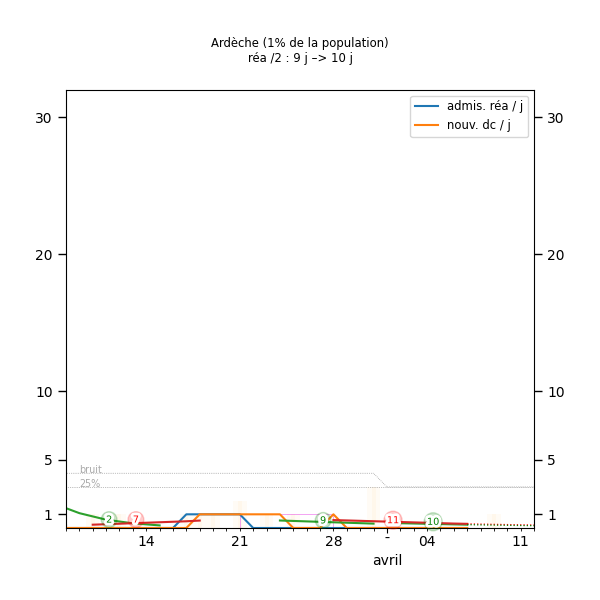 Ardèche (1% de la population)
réa /2 : 9 j –> 10 j
admis. réa / j
nouv. dc / j
30 30
20 20
10 10
5 5
bruit
25%
1 1
2 7 9 11 10
14 21 28 - 04 11
avril